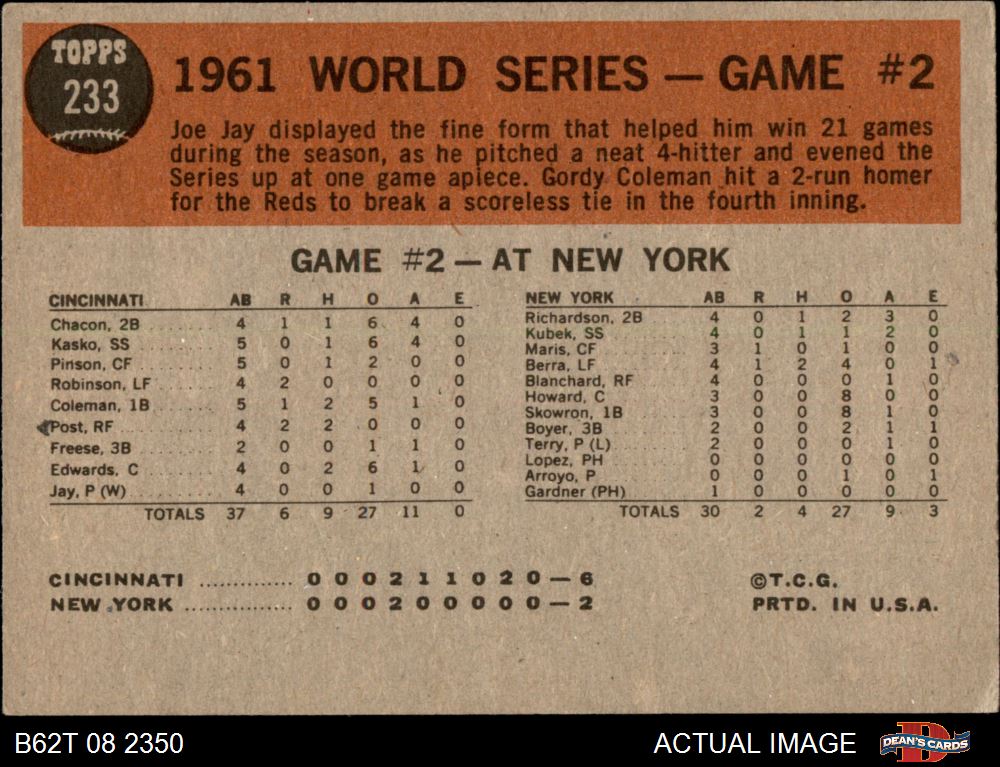 TOPPS
233
1961 WORLD SERIES — GAME #2
Joe Jay displayed the fine form that helped him win 21 games
during the season, as he pitched a neat 4-hitter and evened the
Series up at one game apiece. Gordy Coleman hit a 2-run homer
for the Reds to break a scoreless tie in the fourth inning.
GAME #2 — AT NEW YORK
CINCINNATI AB R H O A E
Chacon, 2B 4 1 1 6 4 0
Kasko, SS 5 0 1 6 4 0
Pinson, CF 5 0 1 2 0 0
Robinson, LF 4 2 0 0 0 0
Coleman, 1B 5 1 2 5 1 0
Post, RF 4 2 2 0 0 0
Freese, 3B 2 0 0 1 1 0
Edwards, C 4 0 2 6 1 0
Jay, P (W) 4 0 0 1 0 0
TOTALS 37 6 9 27 11 0
NEW YORK AB R H O A E
Richardson, 2B 4 0 1 2 3 0
Kubek, SS 4 0 1 1 2 0
Maris, CF 3 1 0 1 0 0
Berra, LF 4 1 2 4 0 1
Blanchard, RF 4 0 0 0 1 0
Howard, C 3 0 0 8 0 0
Skowron, 1B 3 0 0 8 1 0
Boyer, 3B 2 0 0 2 1 1
Terry, P (L) 2 0 0 0 1 0
Lopez, PH 0 0 0 0 0 0
Arroyo, P 0 0 0 1 0 1
Gardner (PH) 1 0 0 0 0 0
TOTALS 30 2 4 27 9 3
CINCINNATI .............. 0 0 0 2 1 1 0 2 0 — 6
NEW YORK ................ 0 0 0 2 0 0 0 0 0 — 2
©T.C.G.
PRTD. IN U.S.A.
B62T 08 2350
ACTUAL IMAGE
DEAN'S CARDS